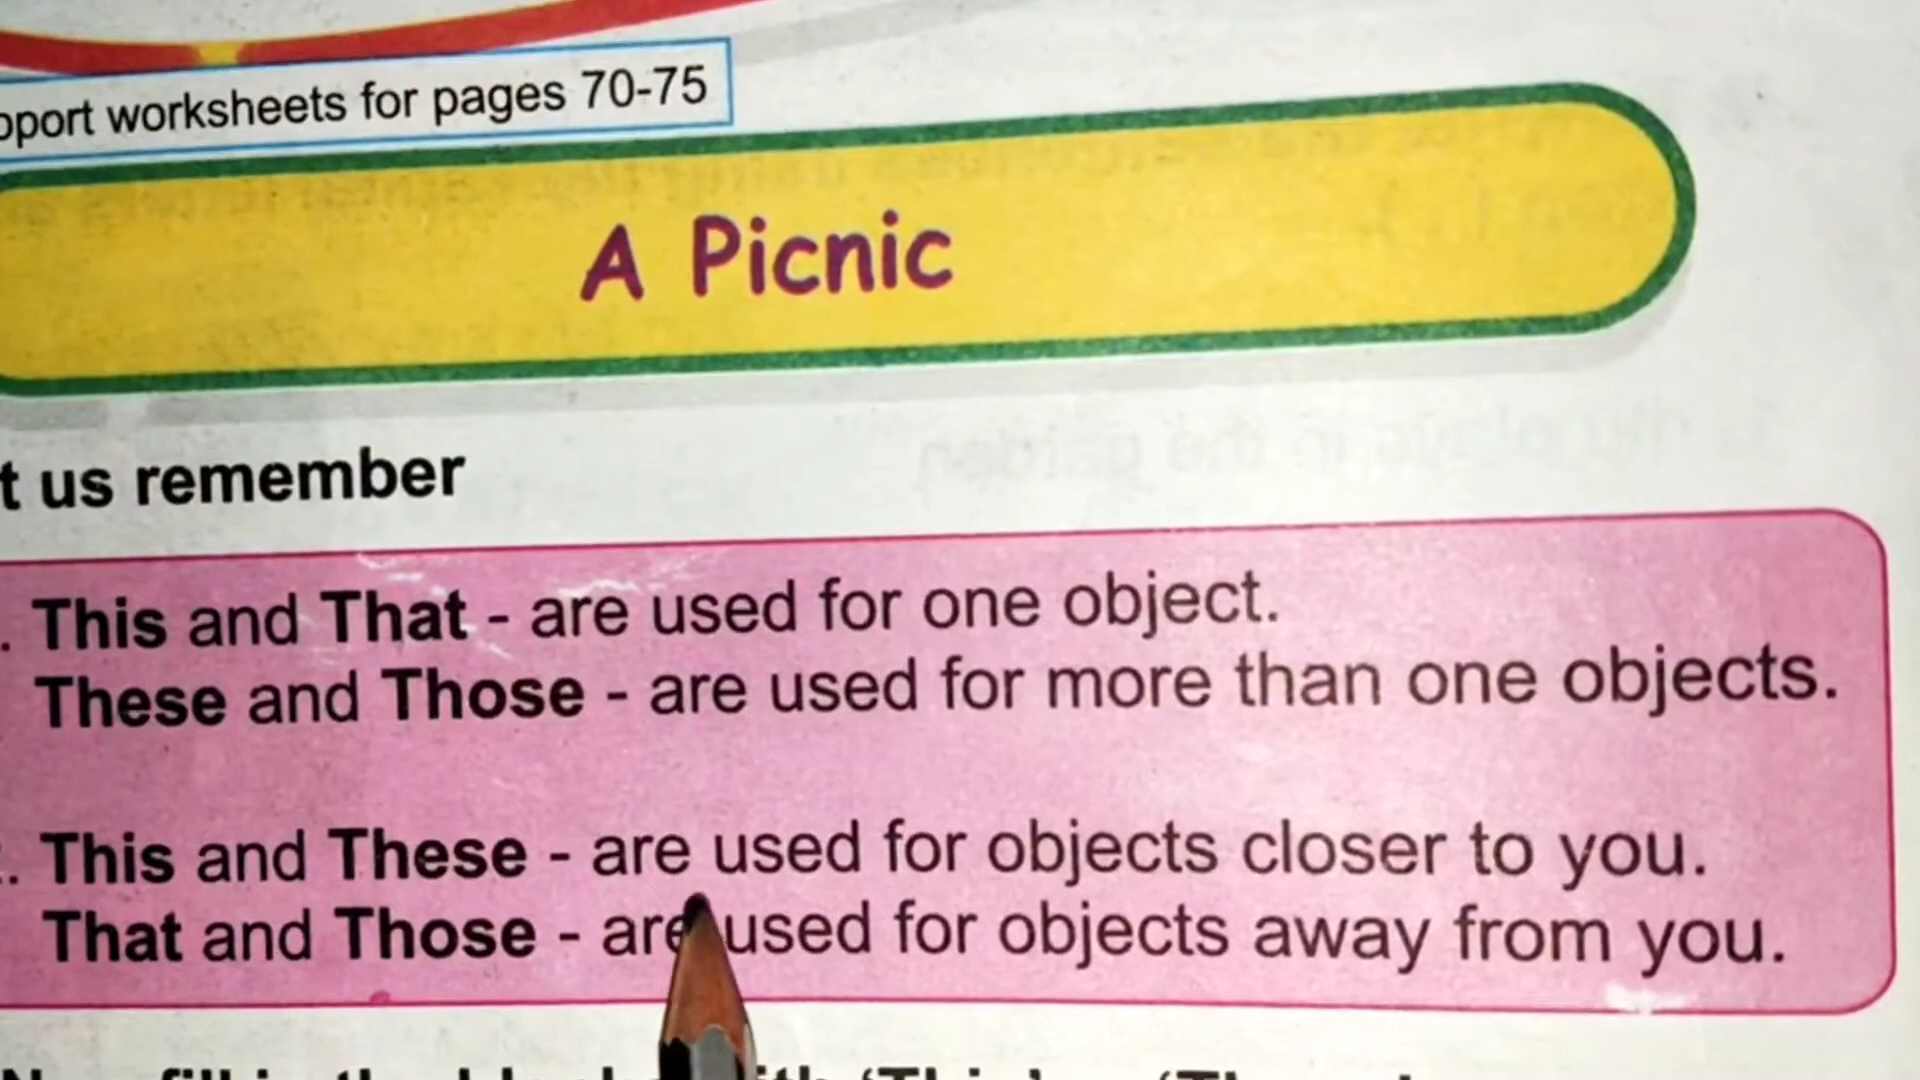 worksheets for pages 70-75
A Picnic
us remember
This and That - are used for one object.
These and Those - are used for more than one objects.
This and These - are used for objects closer to you.
That and Those - are used for objects away from you.